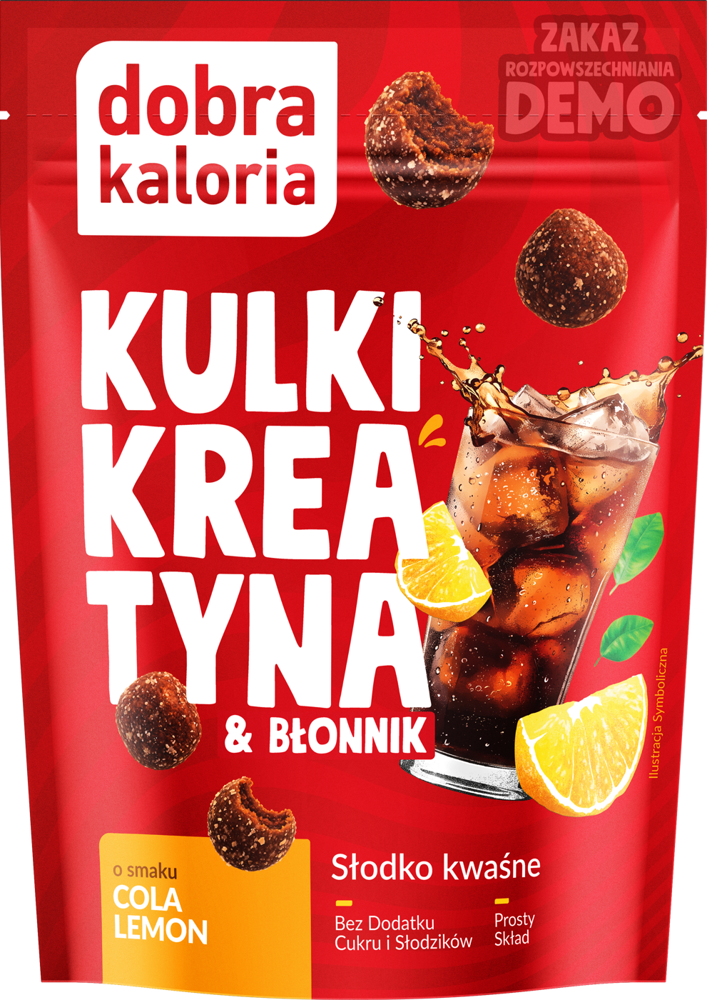 ZAKAZ
ROZPOWSZECHNIANIA
DEMO
dobra
kaloria
KULKI
KREA
TYNA
& BŁONNIK
Ilustracja Symboliczna
o smaku
COLA
LEMON
Słodko kwaśne
Bez Dodatku
Cukru i Słodzików
Prosty
Skład